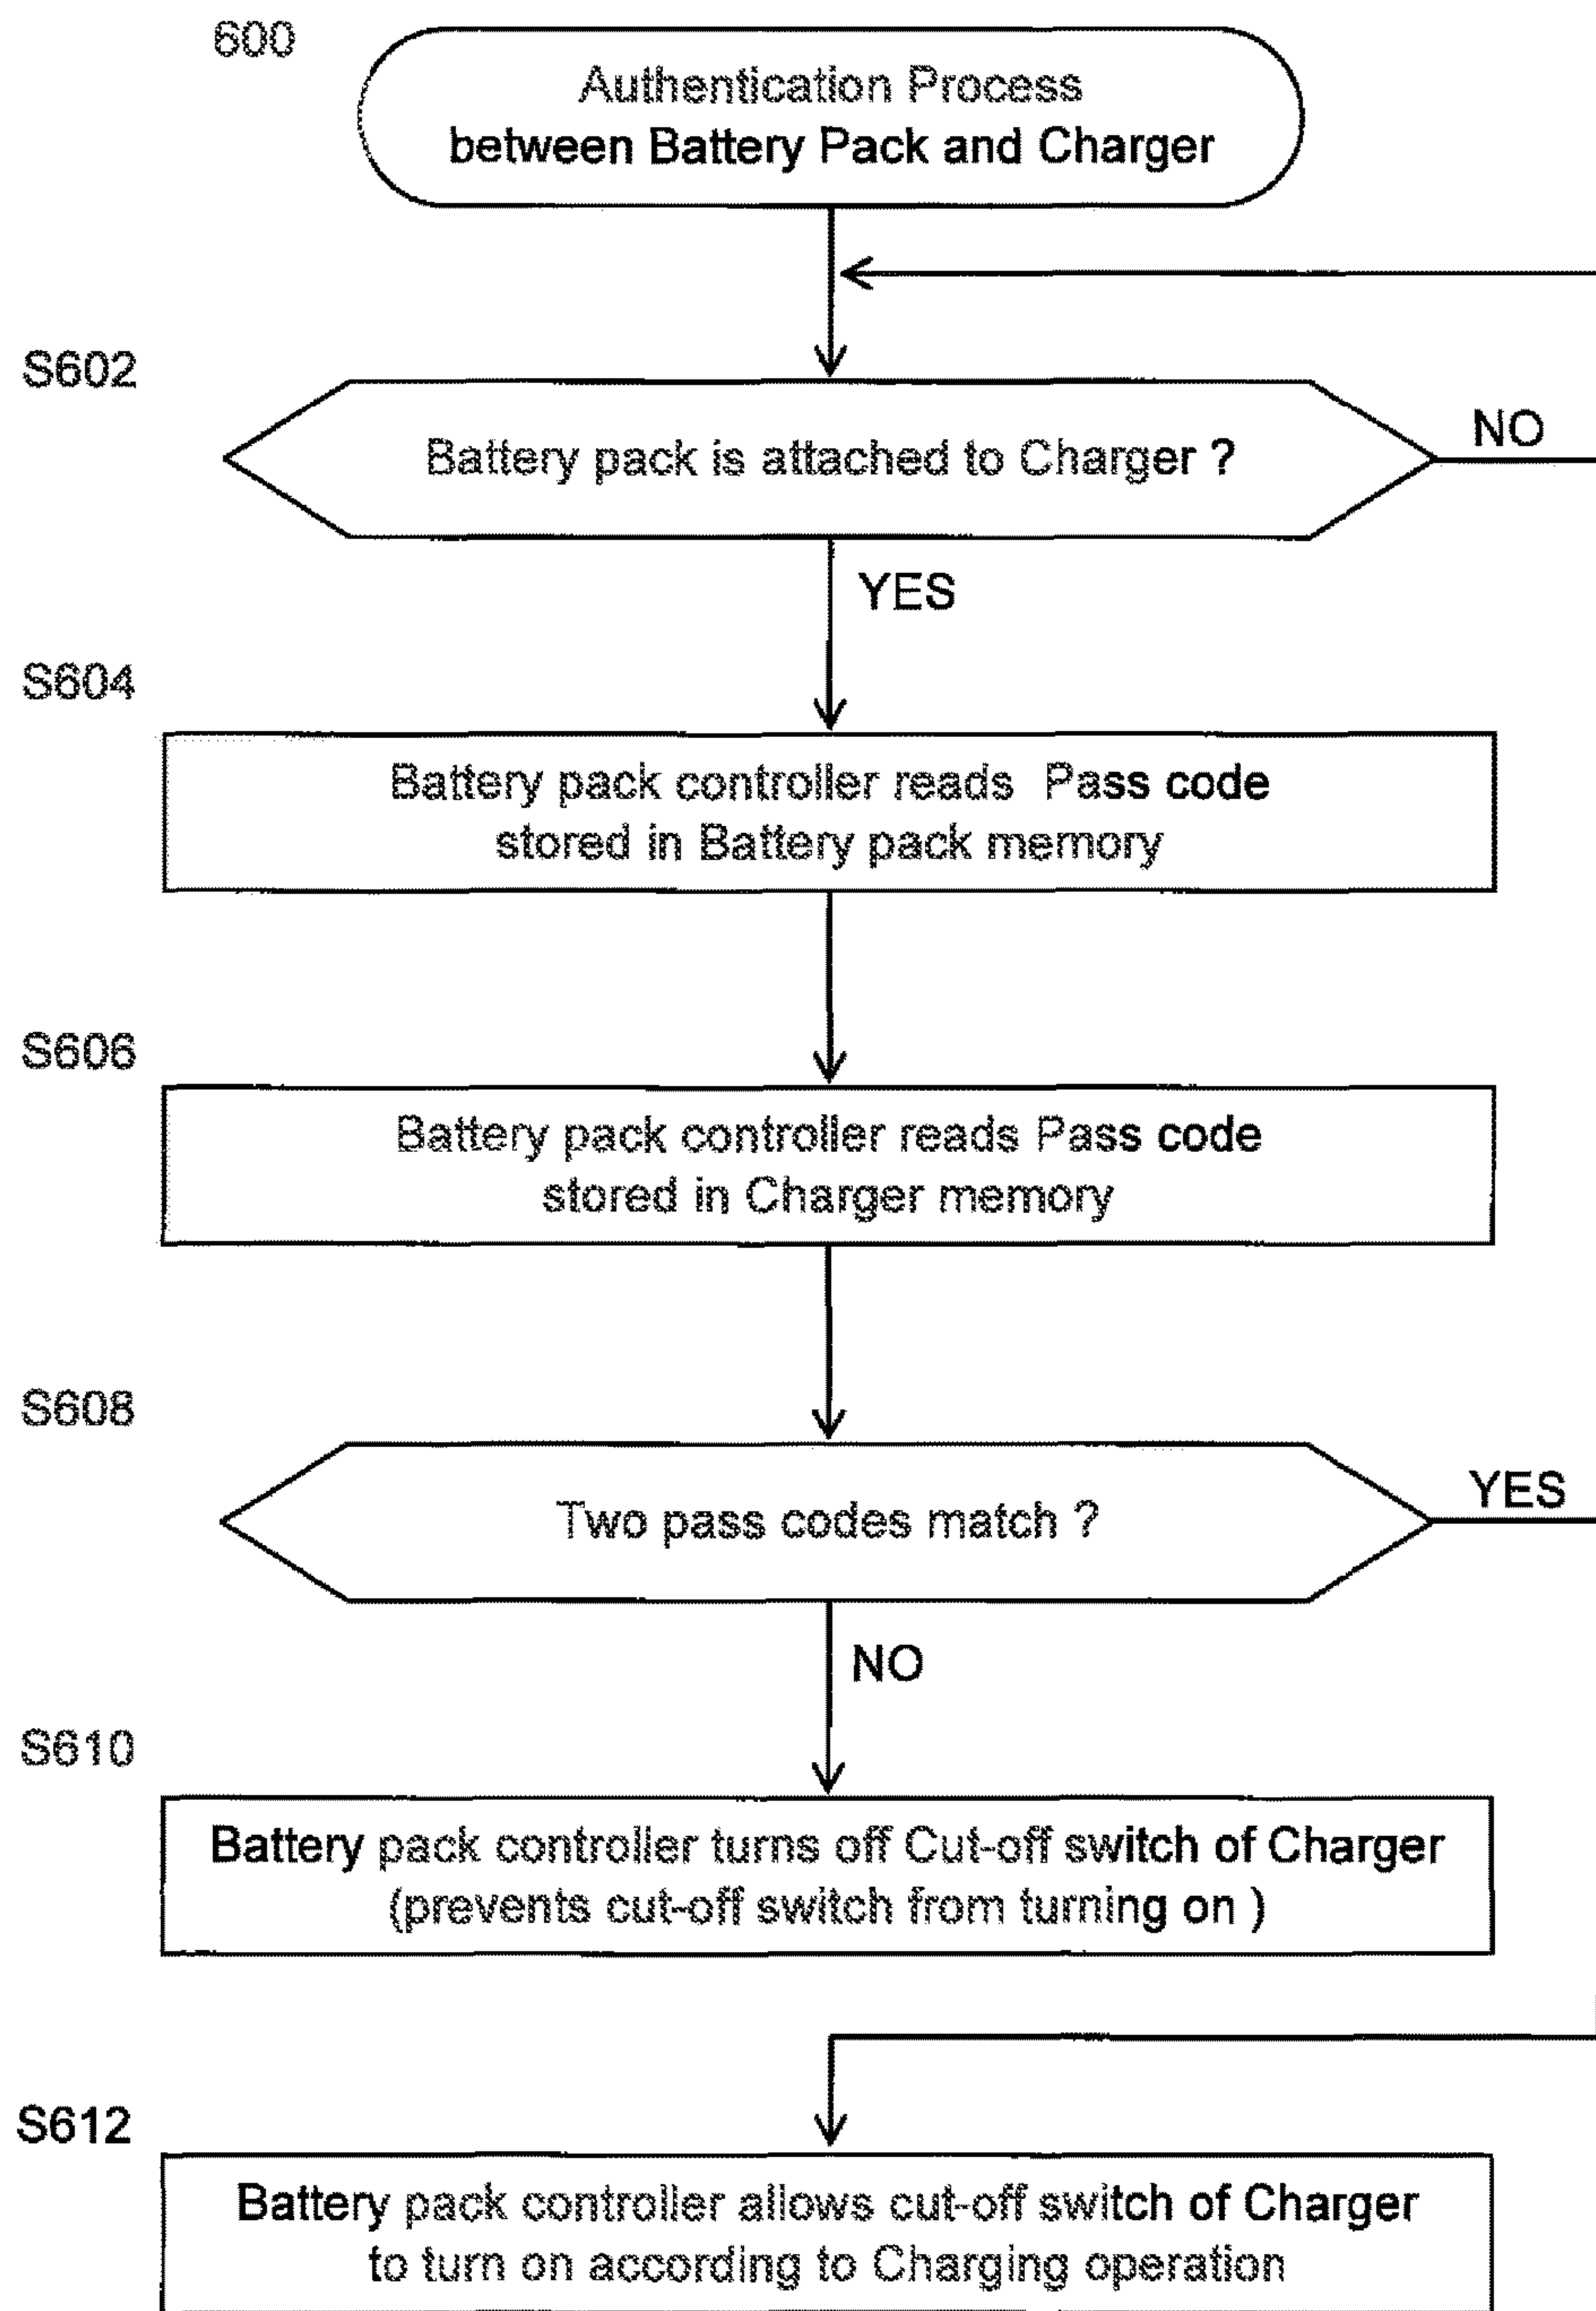 600
Authentication Process
between Battery Pack and Charger
S602
Battery pack is attached to Charger ?
NO
YES
S604
Battery pack controller reads Pass code
stored in Battery pack memory
S606
Battery pack controller reads Pass code
stored in Charger memory
S608
Two pass codes match ?
YES
NO
S610
Battery pack controller turns off Cut-off switch of Charger
(prevents cut-off switch from turning on )
S612
Battery pack controller allows cut-off switch of Charger
to turn on according to Charging operation